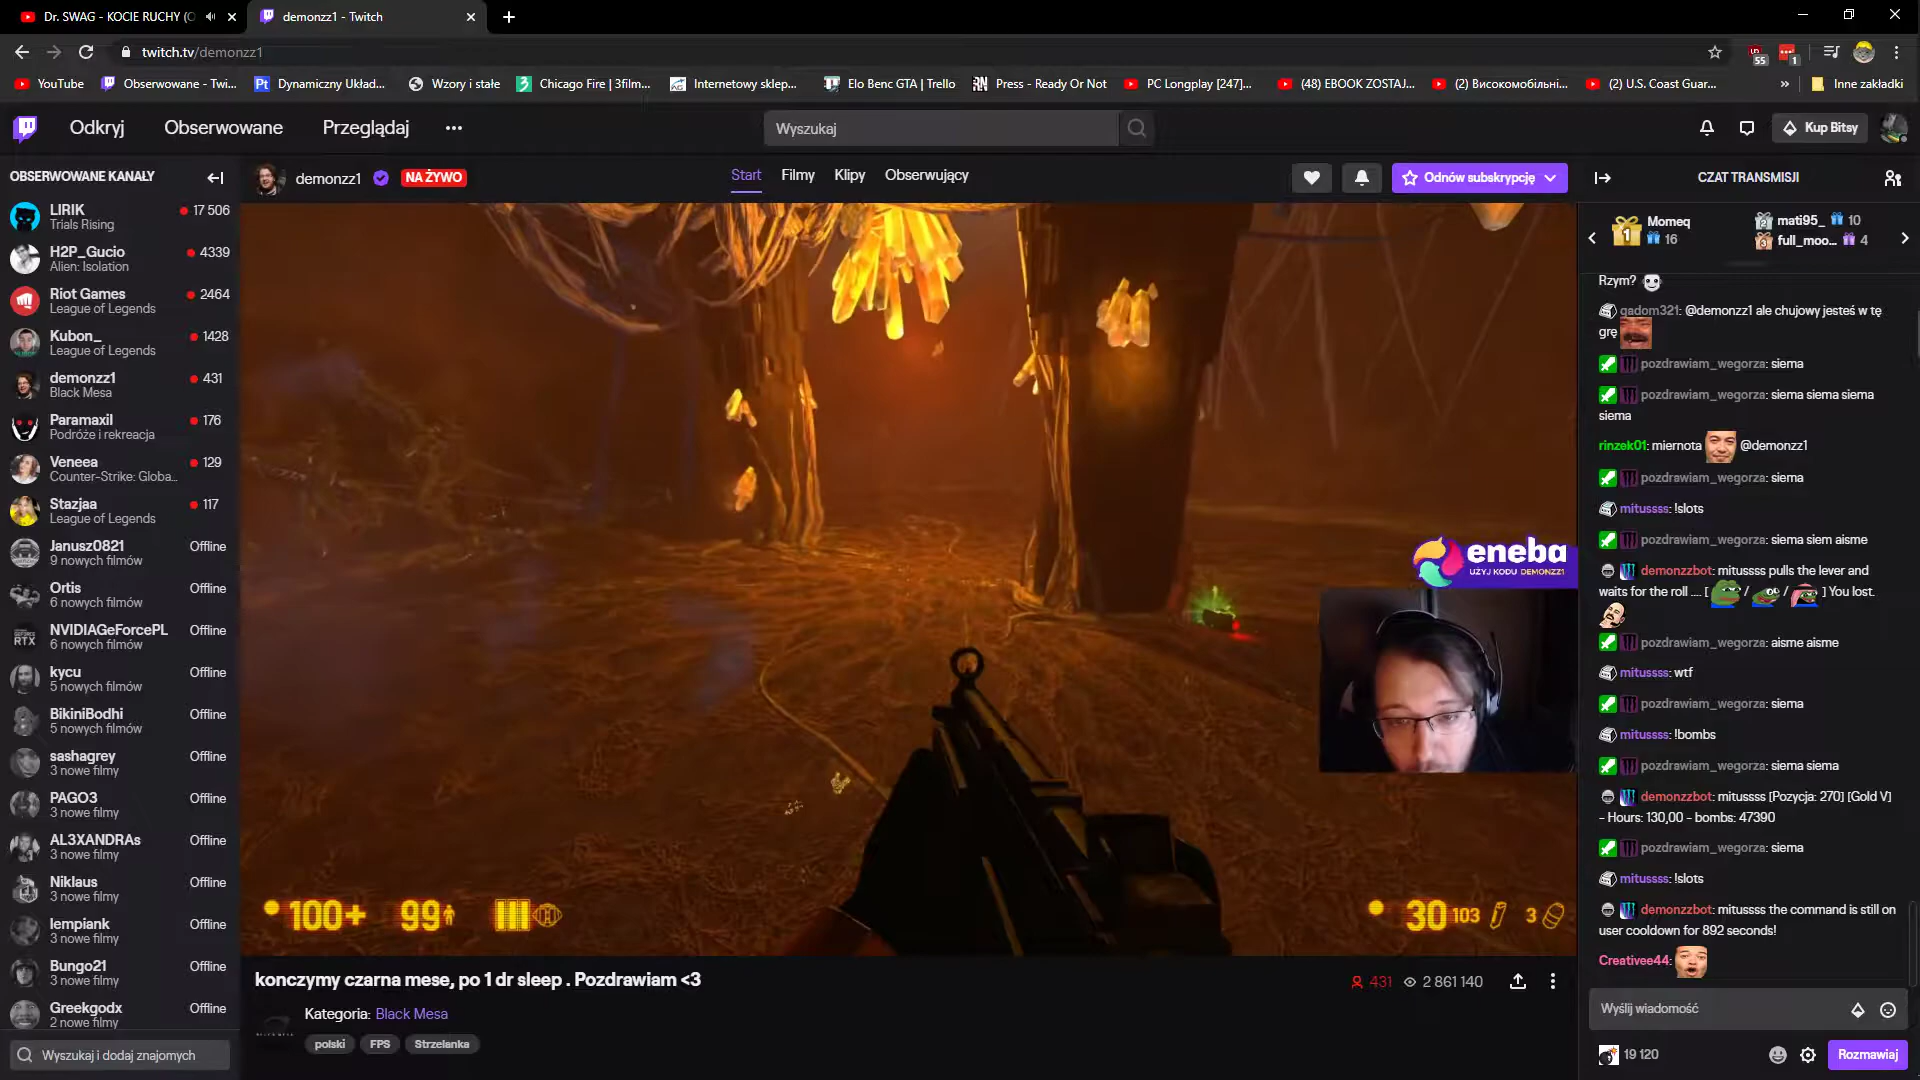 Dr. SWAG - KOCIE RUCHY (O
demonzz1 - Twitch
twitch.tv/demonzz1
55
1
YouTube
Obserwowane - Twi...
Dynamiczny Układ...
Wzory i stałe
Chicago Fire | 3film...
Internetowy sklep...
Elo Benc GTA | Trello
Press - Ready Or Not
PC Longplay [247]...
(48) EBOOK ZOSTAJ...
(2) Високомобільні...
(2) U.S. Coast Guar...
»
Inne zakładki
Odkryj
Obserwowane
Przeglądaj
Wyszukaj
Kup Bitsy
OBSERWOWANE KANAŁY
LIRIK
17 506
Trials Rising
H2P_Gucio
4339
Alien: Isolation
Riot Games
2464
League of Legends
Kubon_
1428
League of Legends
demonzz1
431
Black Mesa
Paramaxil
176
Podróże i rekreacja
Veneea
129
Counter-Strike: Globa...
Stazjaa
117
League of Legends
Janusz0821
Offline
9 nowych filmów
Ortis
Offline
6 nowych filmów
NVIDIAGeForcePL
Offline
6 nowych filmów
kycu
Offline
5 nowych filmów
BikiniBodhi
Offline
5 nowych filmów
sashagrey
Offline
3 nowe filmy
PAGO3
Offline
3 nowe filmy
AL3XANDRAs
Offline
3 nowe filmy
Niklaus
Offline
3 nowe filmy
lempiank
Offline
3 nowe filmy
Bungo21
Offline
3 nowe filmy
Greekgodx
Offline
2 nowe filmy
Wyszukaj i dodaj znajomych
demonzz1
NA ŻYWO
Start
Filmy
Klipy
Obserwujący
Odnów subskrypcję
eneba
UŻYJ KODU DEMONZZ1
100+
99
30
103
3
konczymy czarna mese, po 1 dr sleep . Pozdrawiam <3
431
2 861 140
Kategoria: Black Mesa
polski
FPS
Strzelanka
CZAT TRANSMISJI
1
Momeq
16
2
mati95_
10
3
full_moo...
4
Rzym?
gadom321: @demonzz1 ale chujowy jesteś w tę
grę
pozdrawiam_wegorza: siema
pozdrawiam_wegorza: siema siema siema
siema
rinzek01: miernota @demonzz1
pozdrawiam_wegorza: siema
mitussss: !slots
pozdrawiam_wegorza: siema siem aisme
demonzzbot: mitussss pulls the lever and
waits for the roll .... [ / / ] You lost.
pozdrawiam_wegorza: aisme aisme
mitussss: wtf
pozdrawiam_wegorza: siema
mitussss: !bombs
pozdrawiam_wegorza: siema siema
demonzzbot: mitussss [Pozycja: 270] [Gold V]
- Hours: 130,00 - bombs: 47390
pozdrawiam_wegorza: siema
mitussss: !slots
demonzzbot: mitussss the command is still on
user cooldown for 892 seconds!
Creativee44:
Wyślij wiadomość
19 120
Rozmawiaj